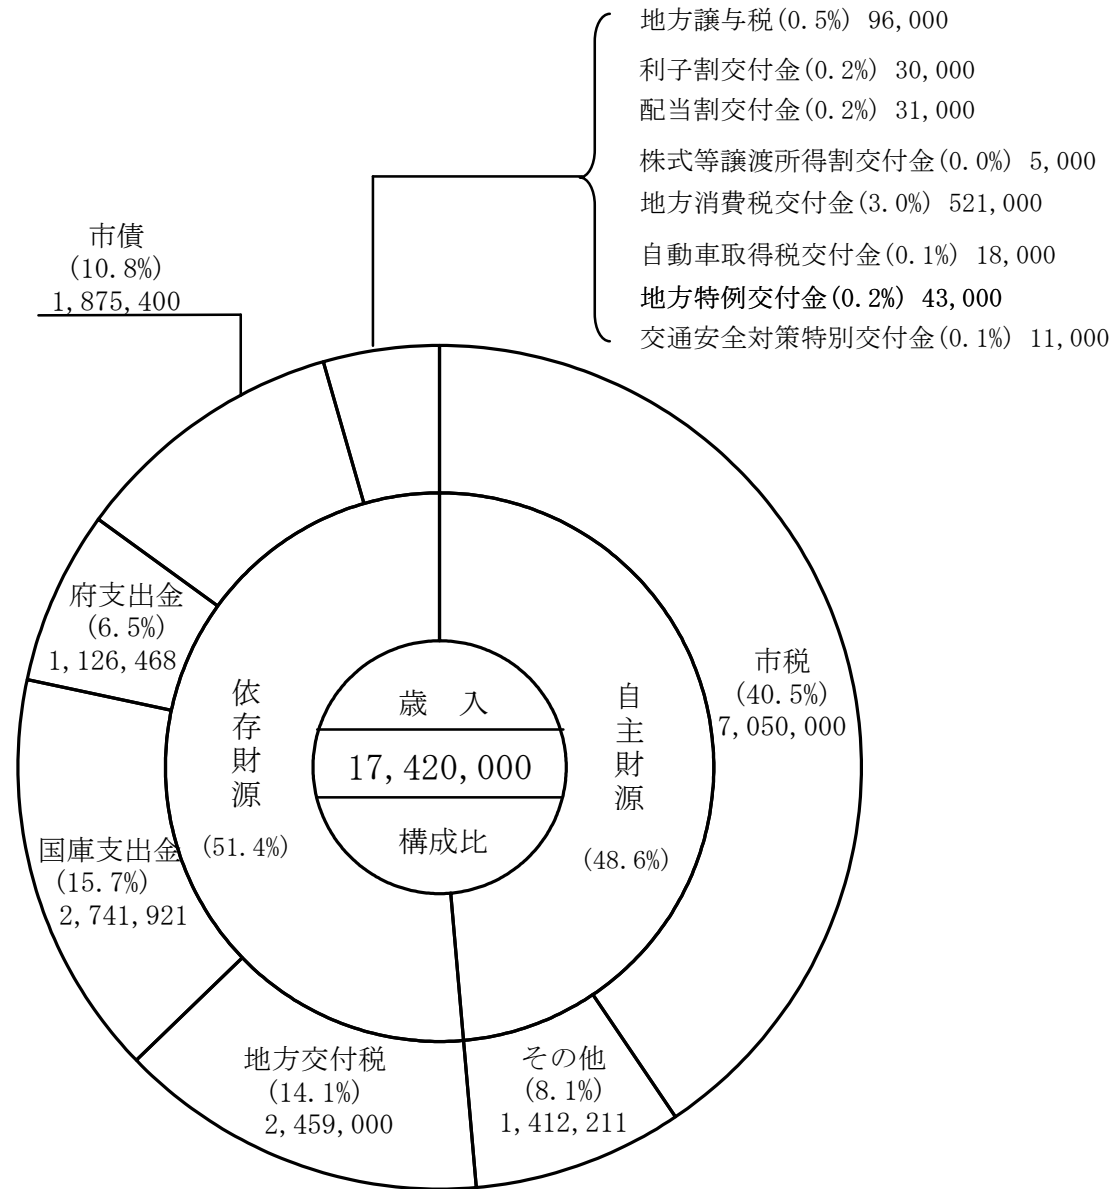 地方譲与税(0.5%) 96,000
利子割交付金(0.2%) 30,000
配当割交付金(0.2%) 31,000
株式等譲渡所得割交付金(0.0%) 5,000
地方消費税交付金(3.0%) 521,000
自動車取得税交付金(0.1%) 18,000
地方特例交付金(0.2%) 43,000
交通安全対策特別交付金(0.1%) 11,000
市債
(10.8%)
1,875,400
府支出金
(6.5%)
1,126,468
国庫支出金
(15.7%)
2,741,921
地方交付税
(14.1%)
2,459,000
その他
(8.1%)
1,412,211
市税
(40.5%)
7,050,000
依存財源
(51.4%)
歳 入
17,420,000
構成比
自主財源
(48.6%)